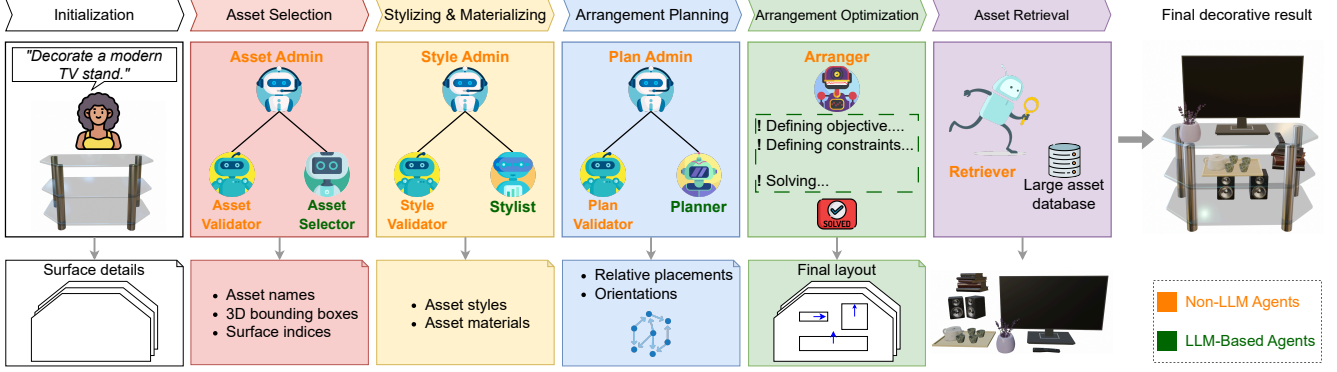 Initialization
Asset Selection
Stylizing & Materializing
Arrangement Planning
Arrangement Optimization
Asset Retrieval
Final decorative result
"Decorate a modern
TV stand."
Asset Admin
Asset
Validator
Asset
Selector
Style Admin
Style
Validator
Stylist
Plan Admin
Plan
Validator
Planner
Arranger
! Defining objective....
! Defining constraints...
! Solving...
SOLVED
Retriever
Large asset
database
Surface details
• Asset names
• 3D bounding boxes
• Surface indices
• Asset styles
• Asset materials
• Relative placements
• Orientations
Final layout
Non-LLM Agents
LLM-Based Agents